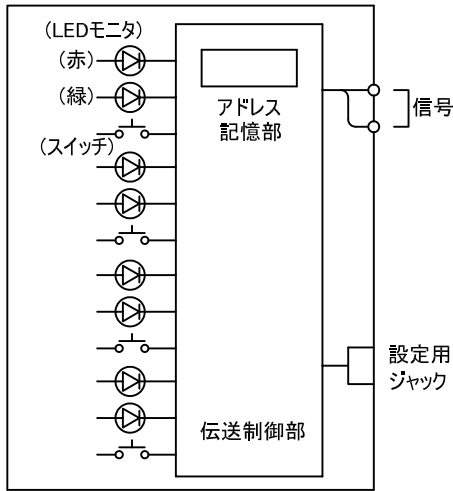 (LEDモニタ)
(赤)
(緑)
(スイッチ)
アドレス
記憶部
伝送制御部
信号
設定用
ジャック